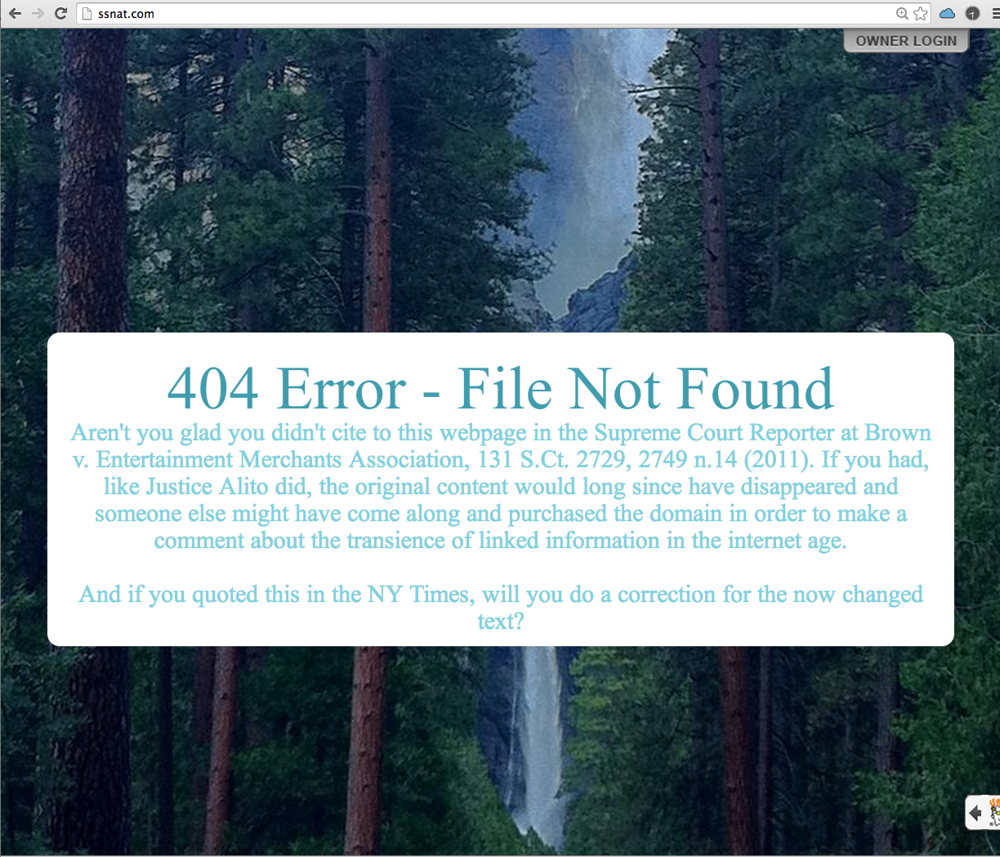 ssnat.com
OWNER LOGIN
404 Error - File Not Found
Aren't you glad you didn't cite to this webpage in the Supreme Court Reporter at Brown
v. Entertainment Merchants Association, 131 S.Ct. 2729, 2749 n.14 (2011). If you had,
like Justice Alito did, the original content would long since have disappeared and
someone else might have come along and purchased the domain in order to make a
comment about the transience of linked information in the internet age.
And if you quoted this in the NY Times, will you do a correction for the now changed
text?